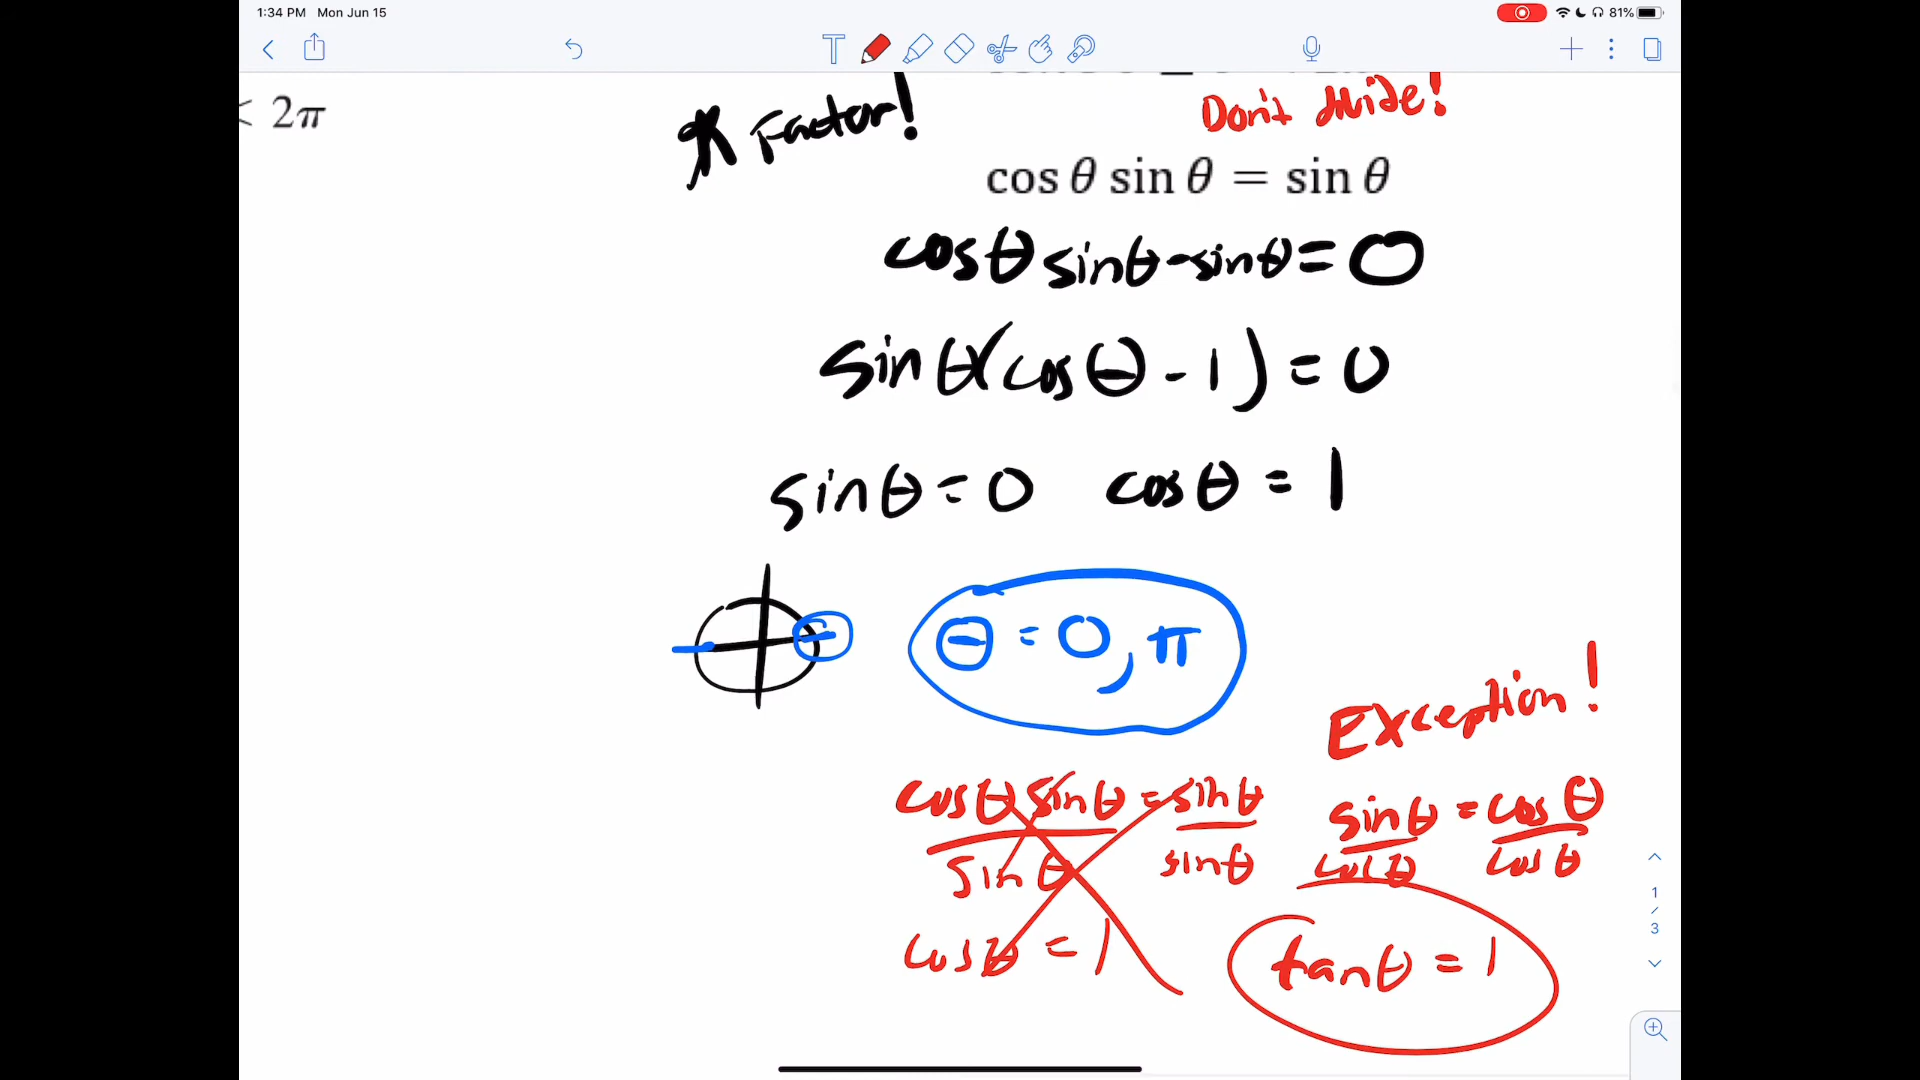 1:34 PM Mon Jun 15
81%
< 2π
* Factor!
Don't divide!
cos θ sin θ = sin θ
cosθ sinθ - sinθ = 0
sinθ(cosθ - 1) = 0
sinθ = 0 cosθ = 1
θ = 0, π
Exception!
cosθ sinθ = sinθ
sinθ sinθ
cosθ = 1
sinθ = cosθ
cosθ cosθ
tanθ = 1
1
/
3